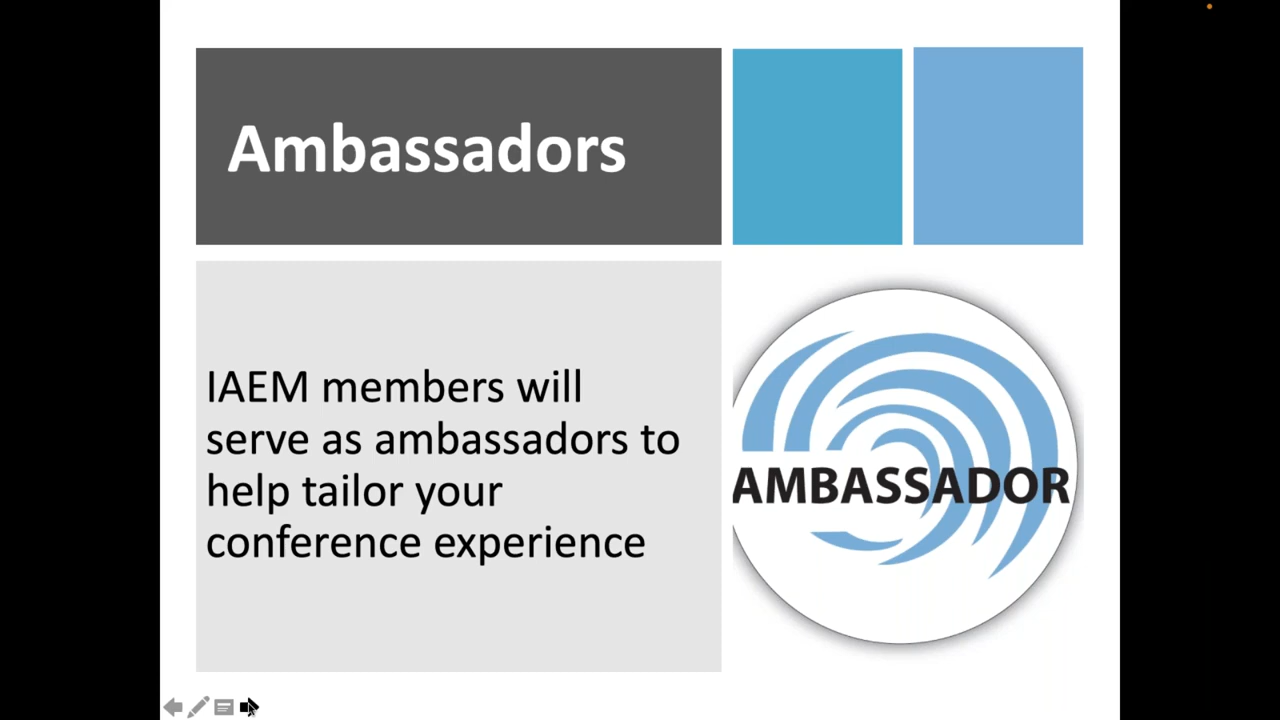 Ambassadors
IAEM members will
serve as ambassadors to
help tailor your
conference experience
AMBASSADOR